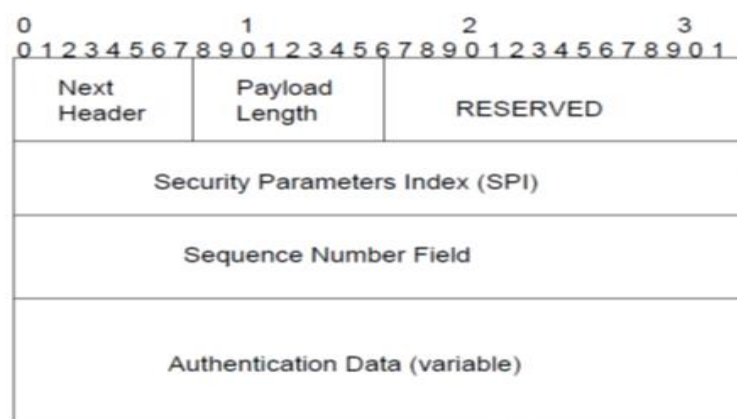 0 1 2 3
0 1 2 3 4 5 6 7 8 9 0 1 2 3 4 5 6 7 8 9 0 1 2 3 4 5 6 7 8 9 0 1
Next
Header
Payload
Length
RESERVED
Security Parameters Index (SPI)
Sequence Number Field
Authentication Data (variable)